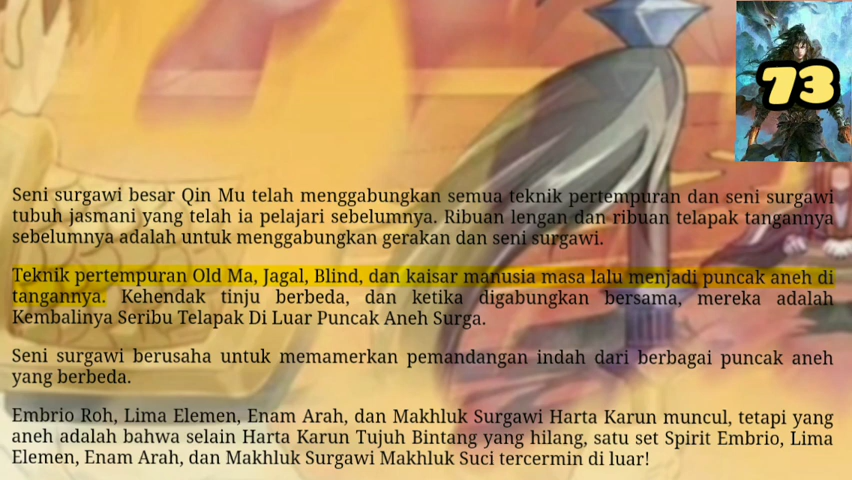 73
Seni surgawi besar Qin Mu telah menggabungkan semua teknik pertempuran dan seni surgawi
tubuh jasmani yang telah ia pelajari sebelumnya. Ribuan lengan dan ribuan telapak tangannya
sebelumnya adalah untuk menggabungkan gerakan dan seni surgawi.
Teknik pertempuran Old Ma, Jagal, Blind, dan kaisar manusia masa lalu menjadi puncak aneh di
tangannya. Kehendak tinju berbeda, dan ketika digabungkan bersama, mereka adalah
Kembalinya Seribu Telapak Di Luar Puncak Aneh Surga.
Seni surgawi berusaha untuk memamerkan pemandangan indah dari berbagai puncak aneh
yang berbeda.
Embrio Roh, Lima Elemen, Enam Arah, dan Makhluk Surgawi Harta Karun muncul, tetapi yang
aneh adalah bahwa selain Harta Karun Tujuh Bintang yang hilang, satu set Spirit Embrio, Lima
Elemen, Enam Arah, dan Makhluk Surgawi Makhluk Suci tercermin di luar!